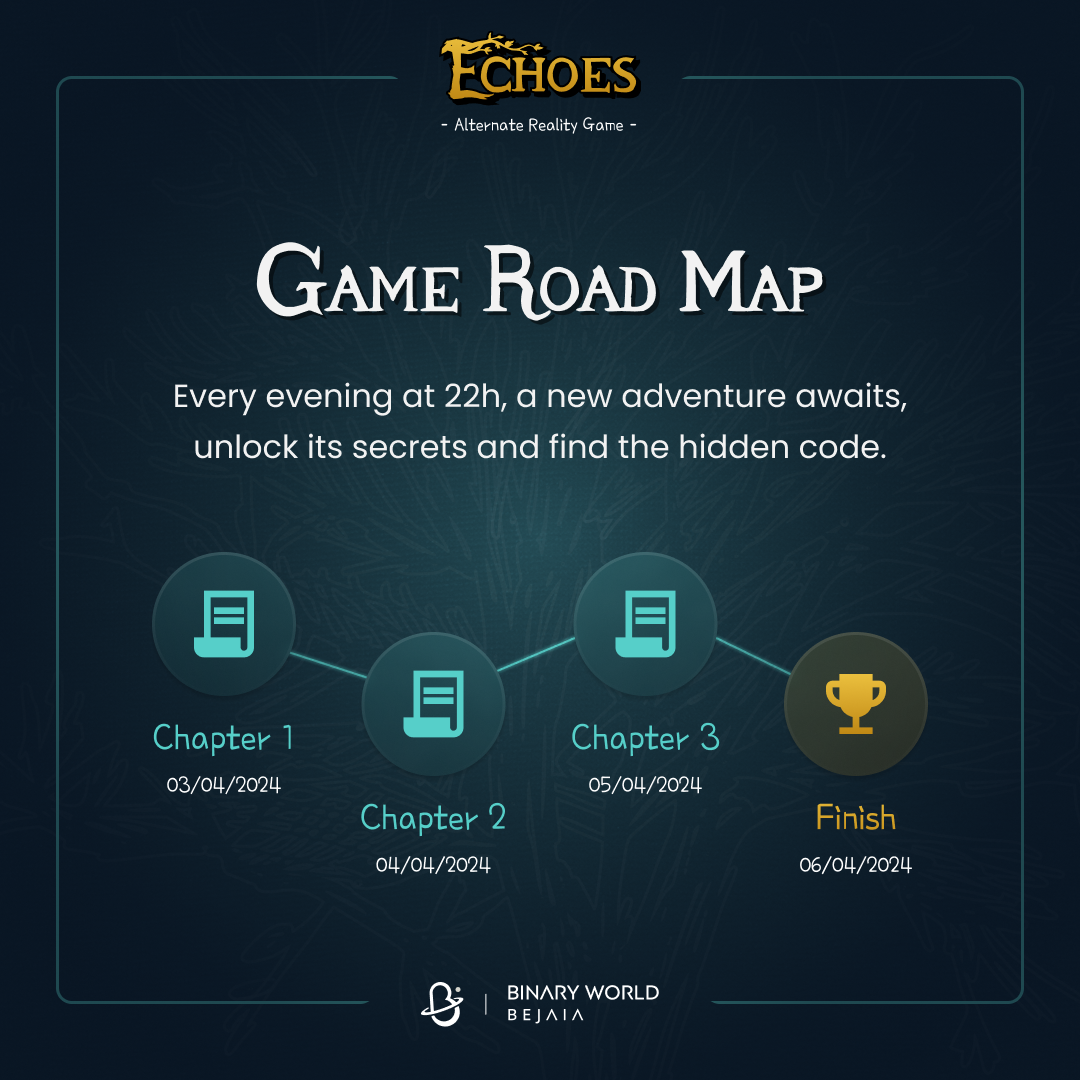 ECHOES
- Alternate Reality Game -
GAME ROAD MAP
Every evening at 22h, a new adventure awaits,
unlock its secrets and find the hidden code.
Chapter 1
03/04/2024
Chapter 2
04/04/2024
Chapter 3
05/04/2024
Finish
06/04/2024
BINARY WORLD
BEJAIA